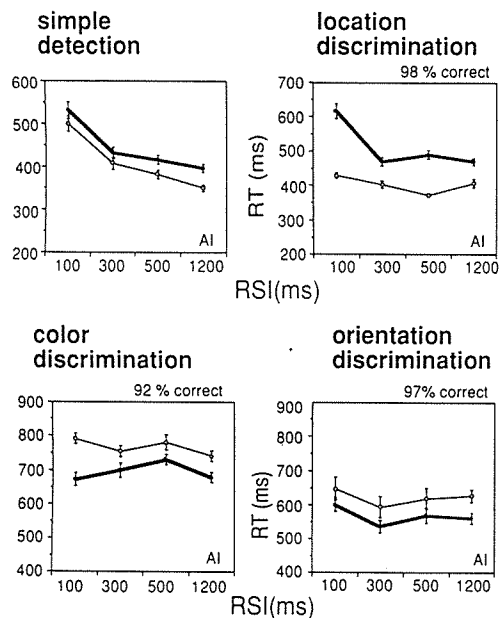 simple
detection
location
discrimination
98 % correct
600
500
400
300
200
100 300 500 1200
AI
RT (ms)
700
600
500
400
300
200
100 300 500 1200
AI
RSI(ms)
color
discrimination
92 % correct
orientation
discrimination
97% correct
900
800
700
600
500
400
100 300 500 1200
AI
RT (ms)
900
800
700
600
500
400
100 300 500 1200
AI
RSI(ms)